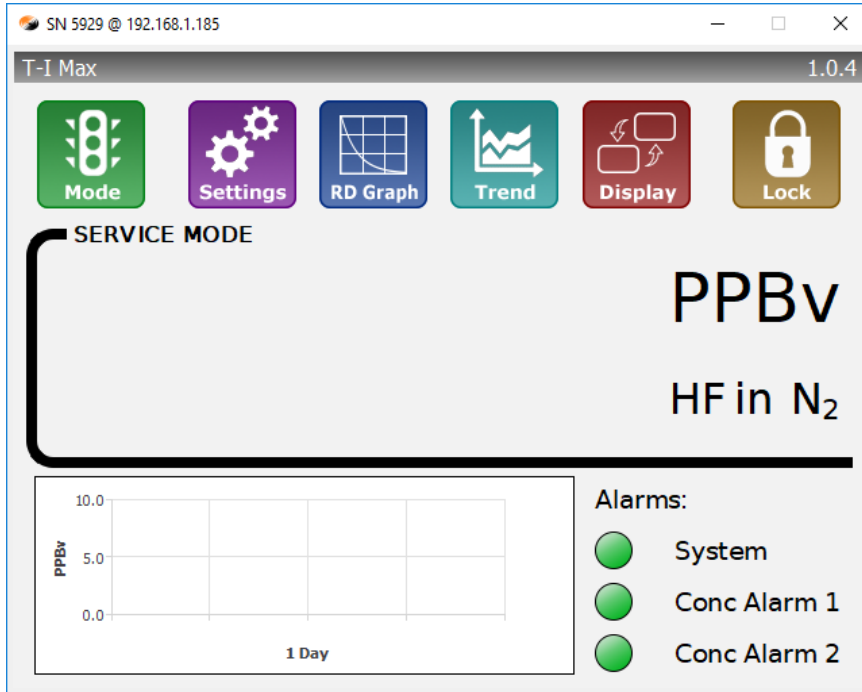 SN 5929 @ 192.168.1.185
T-I Max 1.0.4
Mode Settings RD Graph Trend Display Lock
SERVICE MODE
PPBv
HF in N₂
10.0
5.0
0.0
PPBv
1 Day
Alarms:
System
Conc Alarm 1
Conc Alarm 2